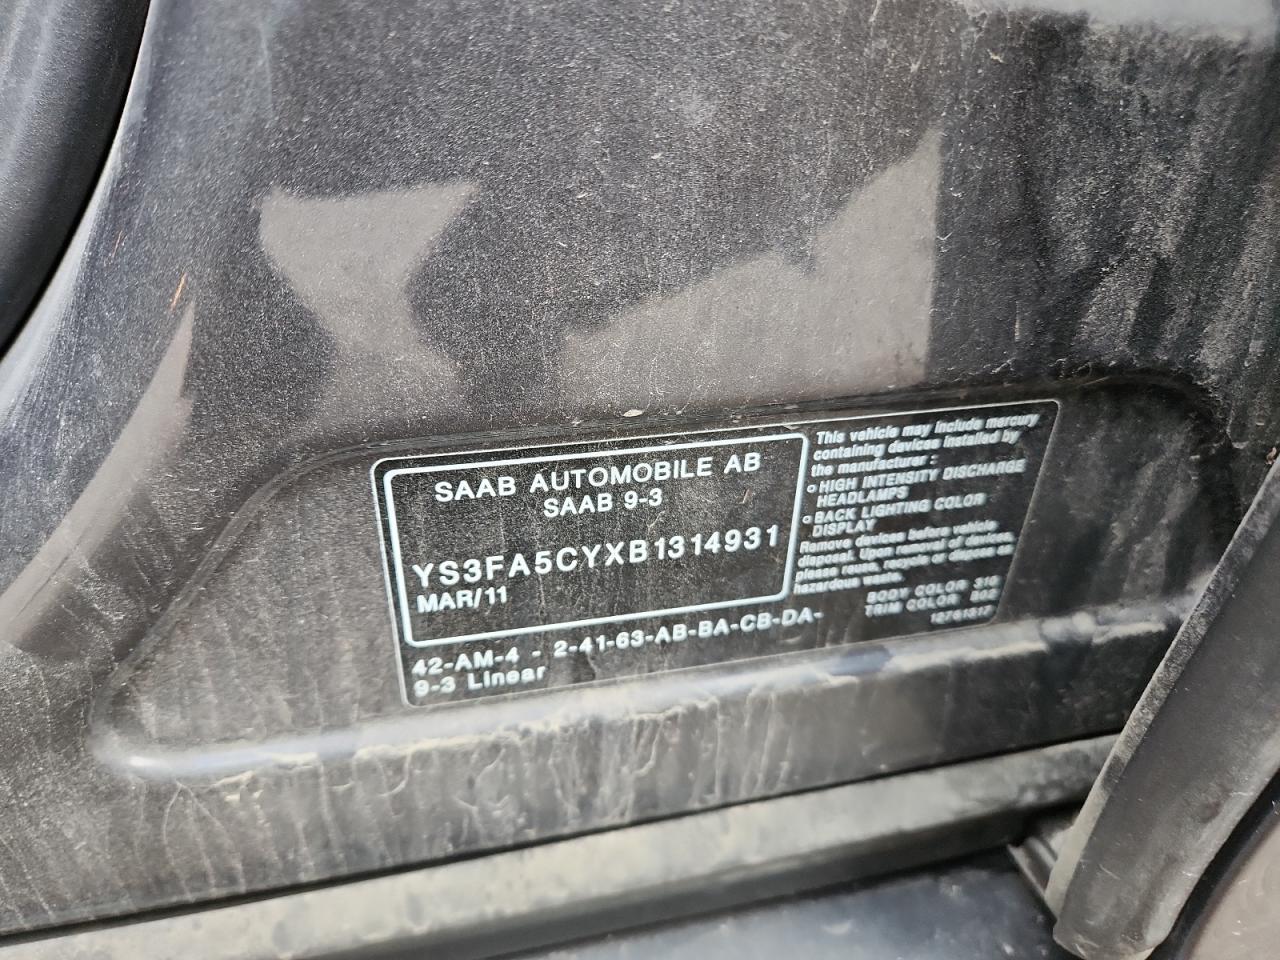 SAAB AUTOMOBILE AB
SAAB 9-3
YS3FA5CYXB1314931
MAR/11
42-AM-4 - 2-41-63-AB-BA-CB-DA-
9-3 Linear
This vehicle may include mercury
containing devices installed by
the manufacturer :
o HIGH INTENSITY DISCHARGE
HEADLAMPS
o BACK LIGHTING COLOR
DISPLAY
Remove devices before vehicle
disposal. Upon removal of devices,
please reuse, recycle or dispose as
hazardous waste.
BODY COLOR 316
TRIM COLOR